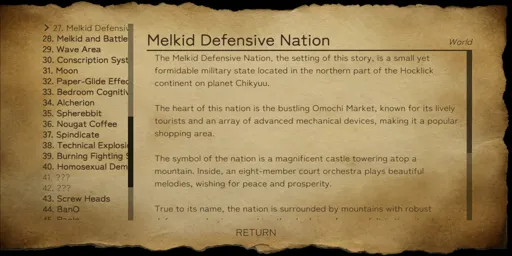 27. Melkid Defensiv
28. Melkid and Battle
29. Wave Area
30. Conscription Syst
31. Moon
32. Paper-Glide Effec
33. Bedroom Cognitiv
34. Alcherion
35. Spherebbit
36. Nougat Coffee
37. Spindicate
38. Technical Explosi
39. Burning Fighting S
40. Homosexual Dem
41. ???
42. ???
43. Screw Heads
44. BanO
Melkid Defensive Nation
World
The Melkid Defensive Nation, the setting of this story, is a small yet
formidable military state located in the northern part of the Hocklick
continent on planet Chikyuu.
The heart of this nation is the bustling Omochi Market, known for its lively
tourists and an array of advanced mechanical devices, making it a popular
shopping area.
The symbol of the nation is a magnificent castle towering atop a
mountain. Inside, an eight-member court orchestra plays beautiful
melodies, wishing for peace and prosperity.
True to its name, the nation is surrounded by mountains with robust
RETURN